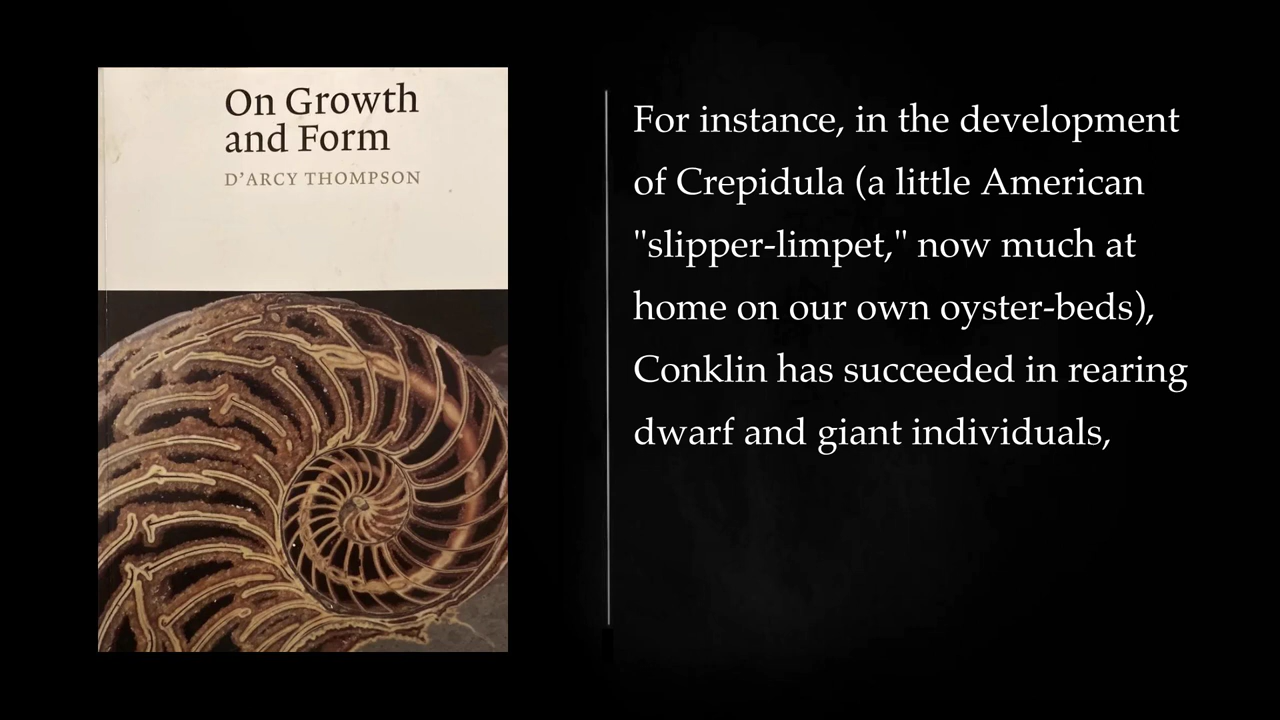 On Growth
and Form
D'ARCY THOMPSON
For instance, in the development
of Crepidula (a little American
"slipper-limpet," now much at
home on our own oyster-beds),
Conklin has succeeded in rearing
dwarf and giant individuals,